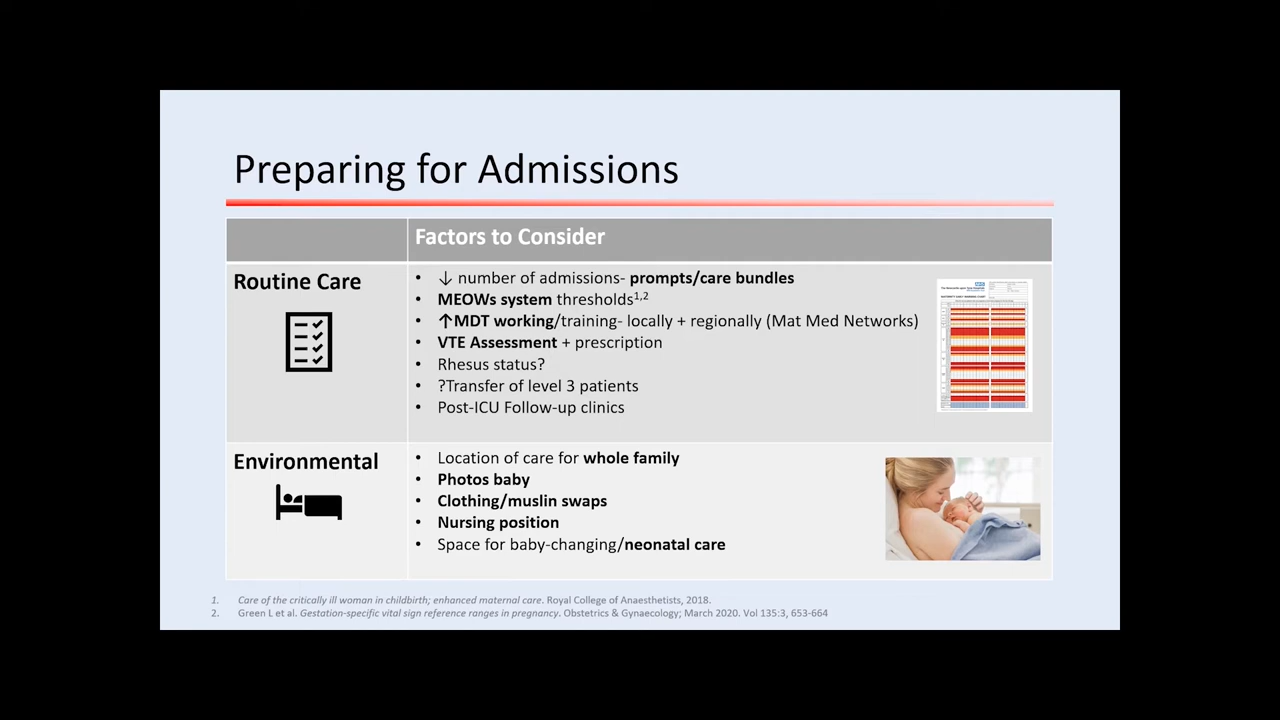 Preparing for Admissions
Factors to Consider
Routine Care
• ↓ number of admissions- prompts/care bundles
• MEOWs system thresholds1,2
• ↑MDT working/training- locally + regionally (Mat Med Networks)
• VTE Assessment + prescription
• Rhesus status?
• ?Transfer of level 3 patients
• Post-ICU Follow-up clinics
NHS
Environmental
• Location of care for whole family
• Photos baby
• Clothing/muslin swaps
• Nursing position
• Space for baby-changing/neonatal care
1. Care of the critically ill woman in childbirth; enhanced maternal care. Royal College of Anaesthetists, 2018.
2. Green L et al. Gestation-specific vital sign reference ranges in pregnancy. Obstetrics & Gynaecology; March 2020. Vol 135:3, 653-664